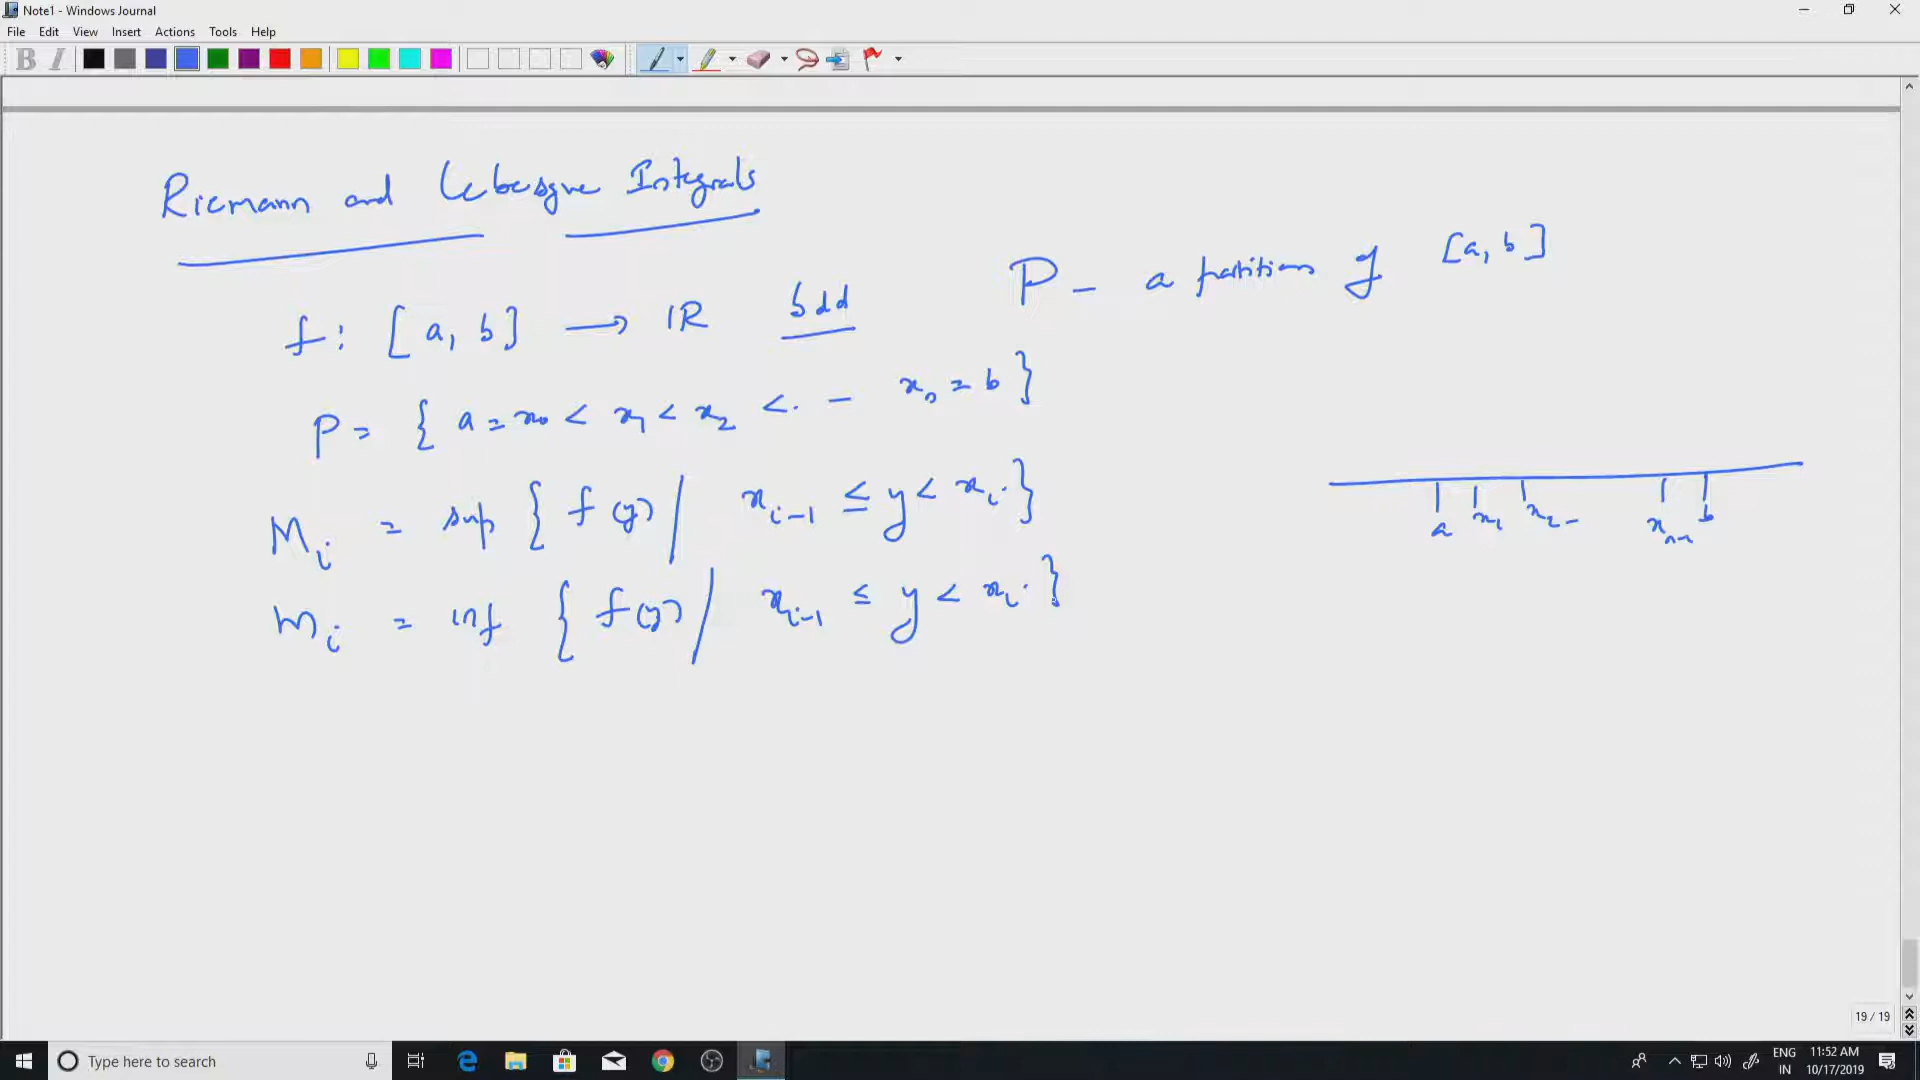 Note1 - Windows Journal
File Edit View Insert Actions Tools Help
Riemann and Lebesgue Integrals
P - a partition of [a, b]
f: [a, b] → IR bdd
P = { a = x₀ < x₁ < x₂ < . - xₙ = b }
Mᵢ = sup { f(y) / xᵢ₋₁ ≤ y < xᵢ }
a x₁ x₂ - xₙ₋₁ b
mᵢ = inf { f(y) / xᵢ₋₁ ≤ y < xᵢ }
19 / 19
Type here to search
ENG 11:52 AM
IN 10/17/2019